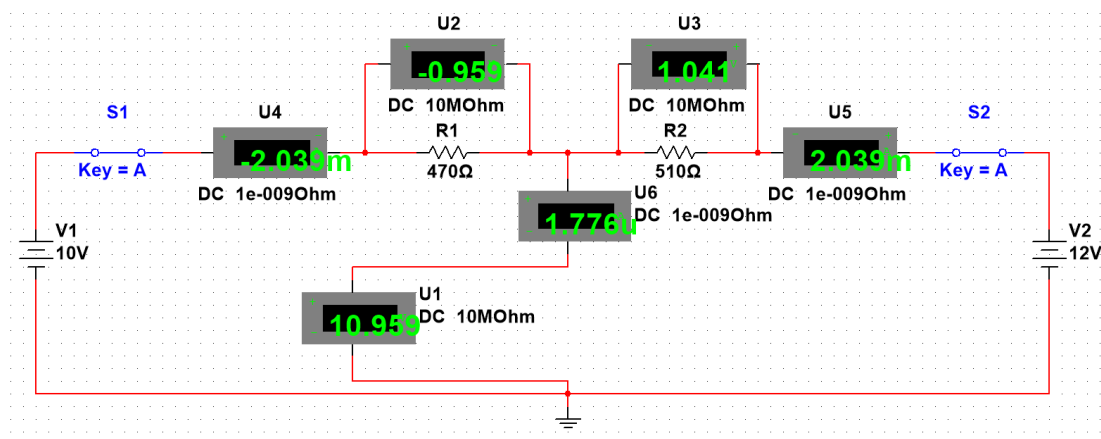 U2
U3
-0.959
1.041
V
DC 10MOhm
DC 10MOhm
S1
U4
R1
R2
U5
S2
-2.039m
2.039m
Key = A
470Ω
510Ω
Key = A
DC 1e-009Ohm
DC 1e-009Ohm
U6
DC 1e-009Ohm
1.776u
V1
10V
V2
12V
U1
DC 10MOhm
10.959